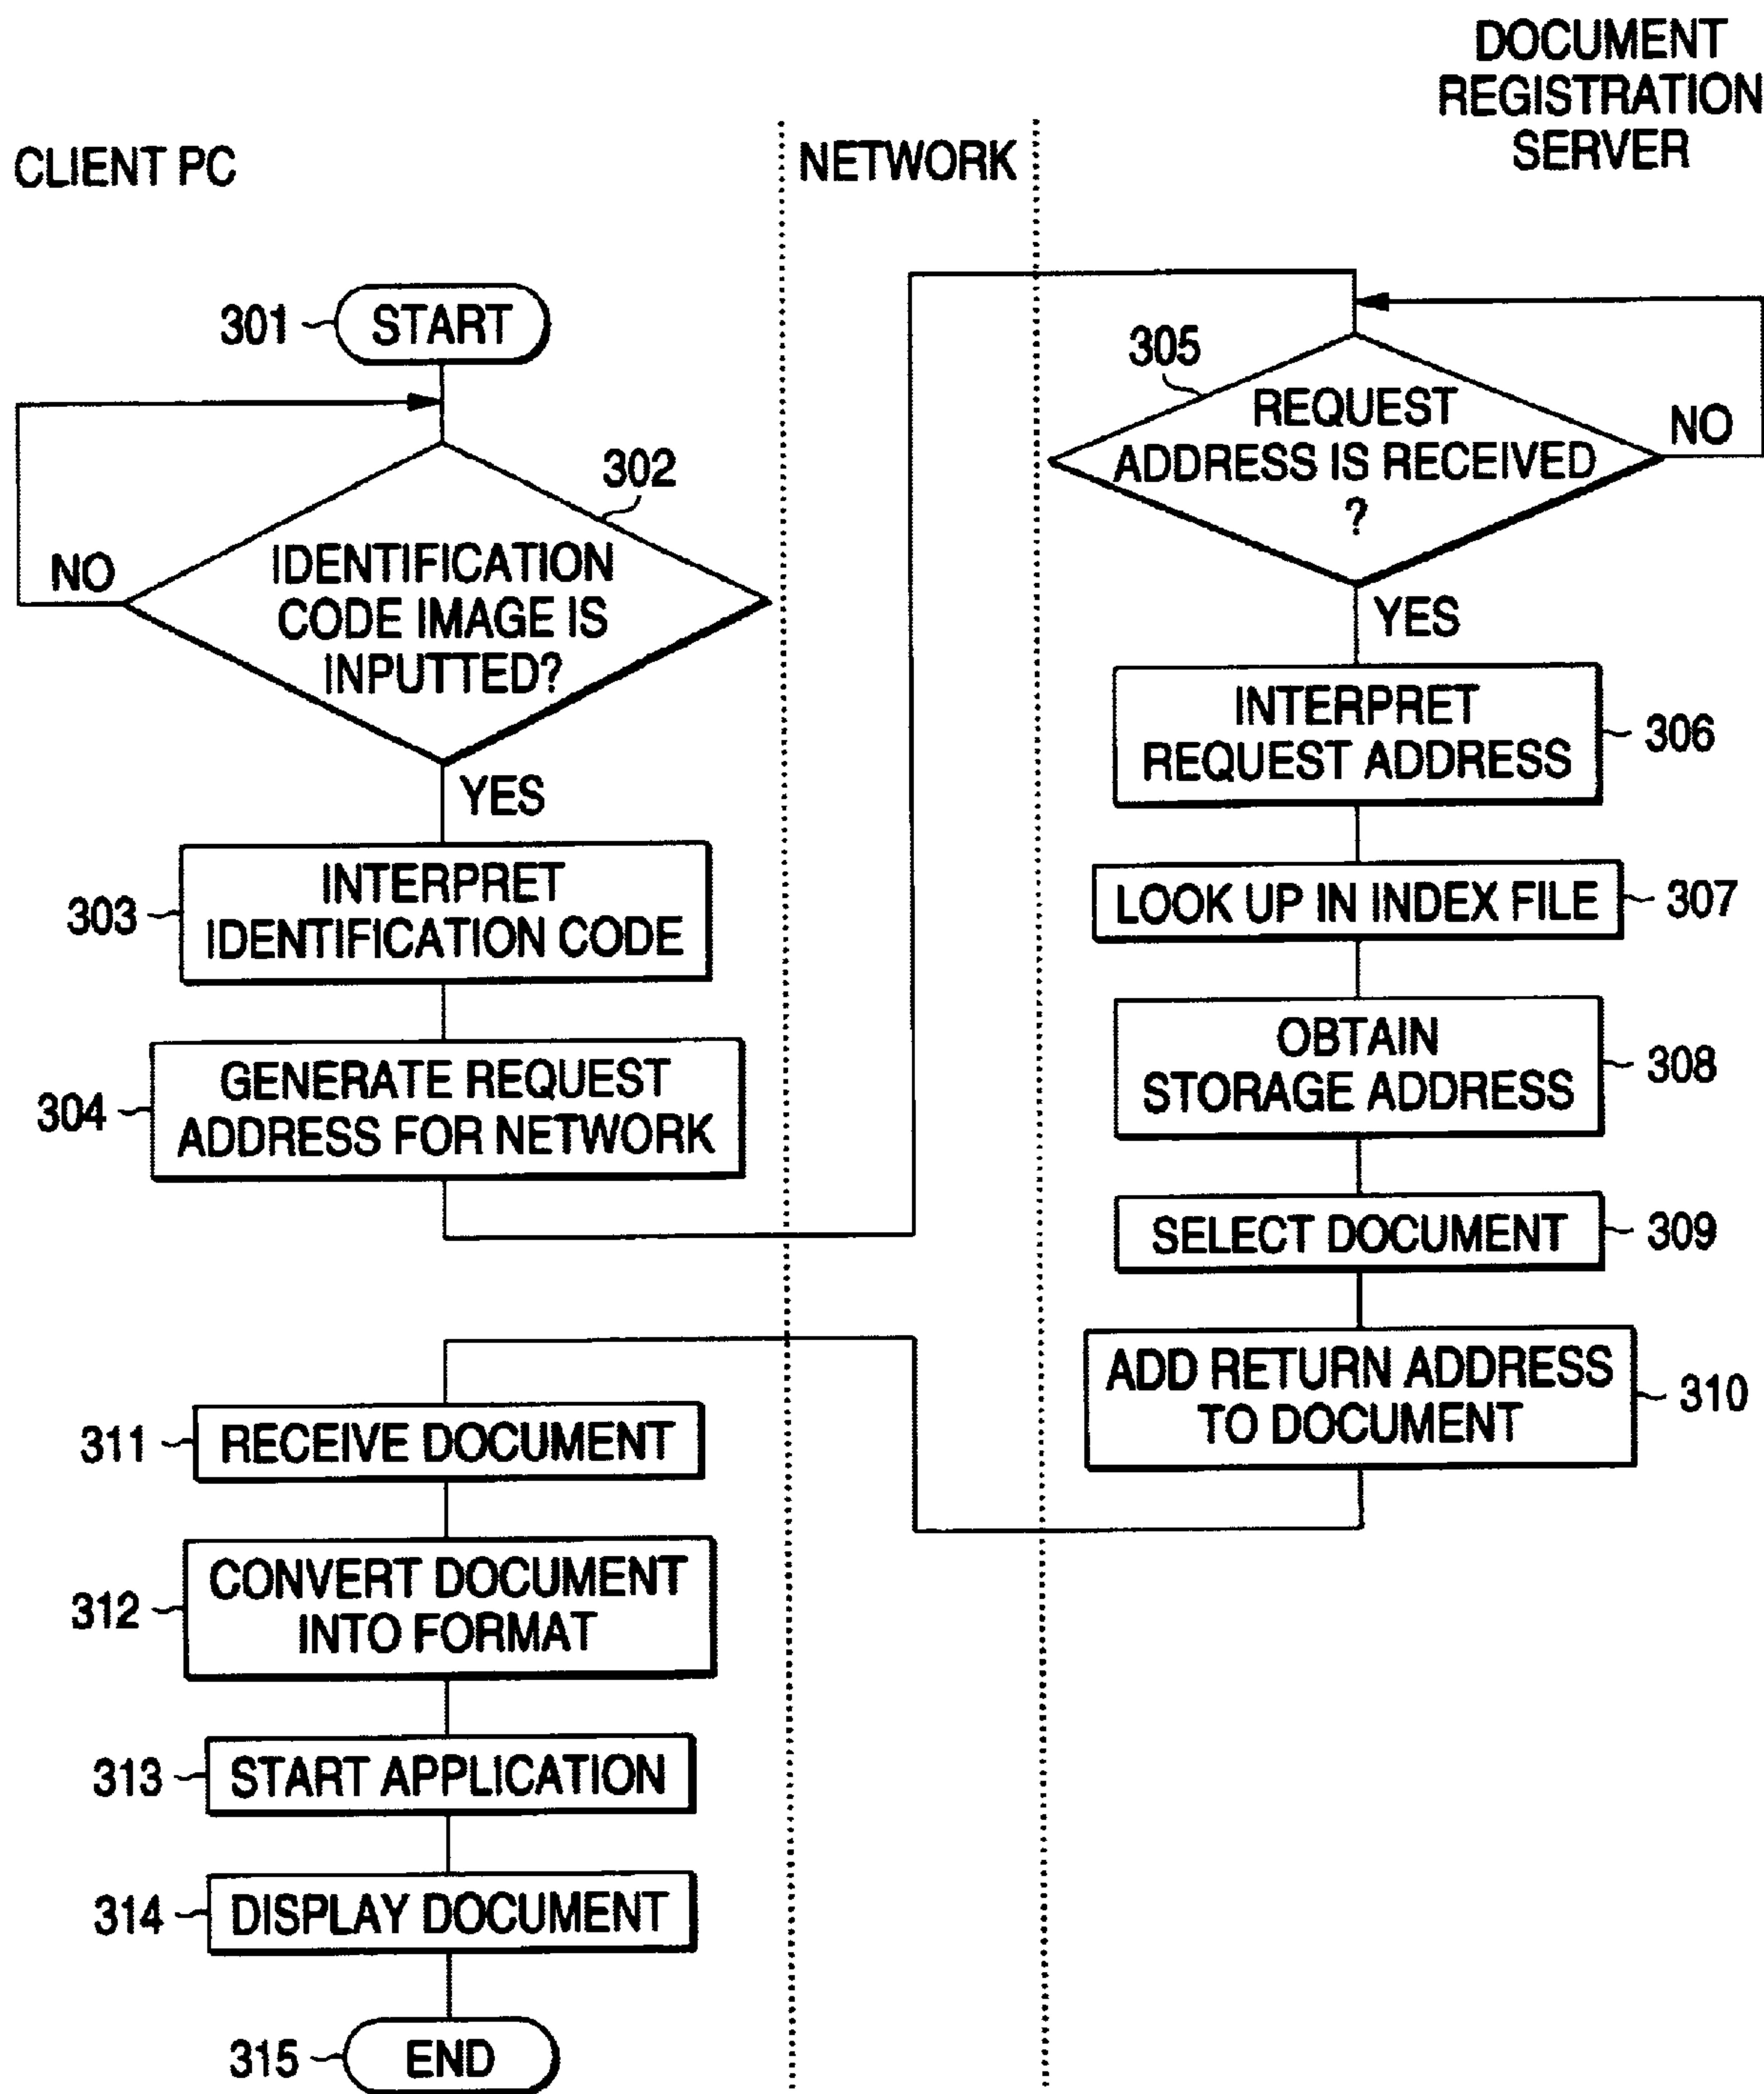 CLIENT PC
NETWORK
DOCUMENT
REGISTRATION
SERVER
301
START
302
IDENTIFICATION
CODE IMAGE IS
INPUTTED?
NO
YES
303
INTERPRET
IDENTIFICATION CODE
304
GENERATE REQUEST
ADDRESS FOR NETWORK
305
REQUEST
ADDRESS IS RECEIVED
?
NO
YES
INTERPRET
REQUEST ADDRESS
306
LOOK UP IN INDEX FILE
307
OBTAIN
STORAGE ADDRESS
308
SELECT DOCUMENT
309
ADD RETURN ADDRESS
TO DOCUMENT
310
311
RECEIVE DOCUMENT
312
CONVERT DOCUMENT
INTO FORMAT
313
START APPLICATION
314
DISPLAY DOCUMENT
315
END